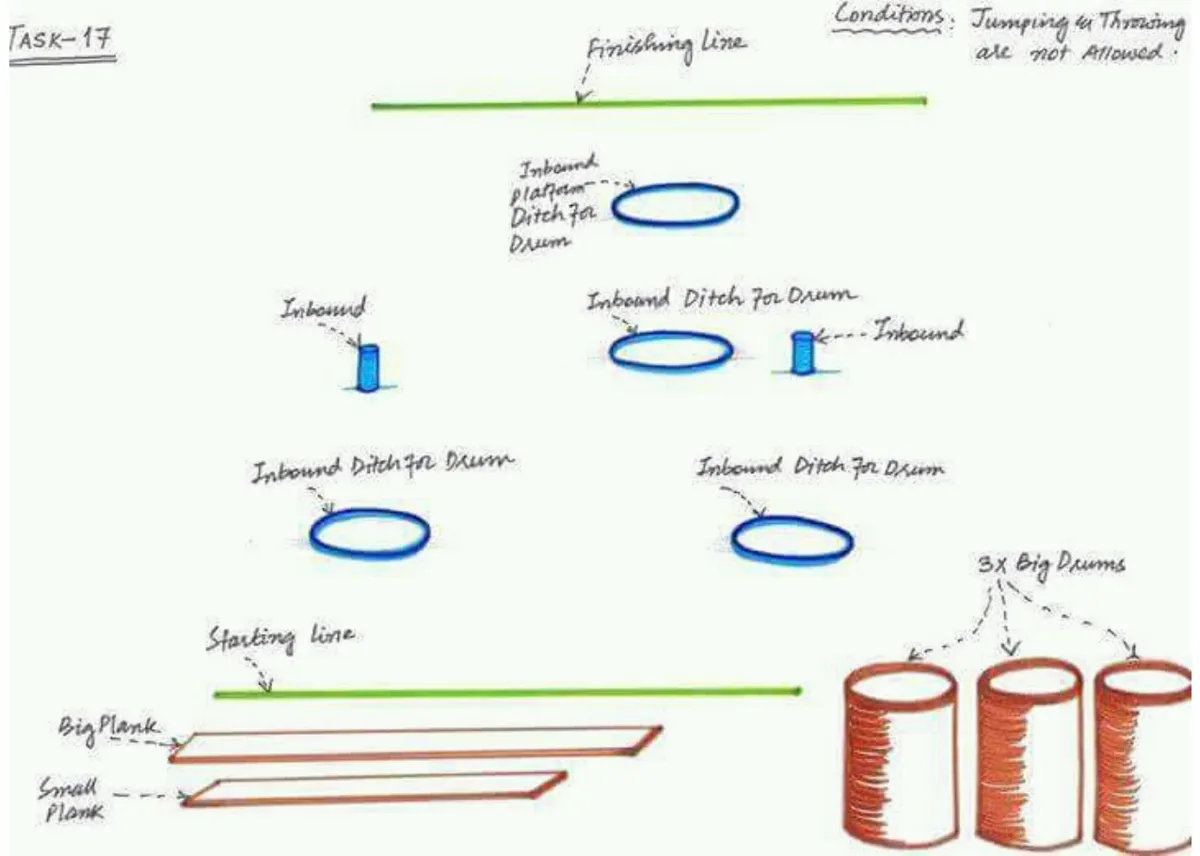 TASK-17
Conditions: Jumping & Throwing
are not Allowed.
Finishing line
Inbound
Platform
Ditch For
Drum
Inbound
Inbound Ditch For Drum
Inbound
Inbound Ditch For Drum
Inbound Ditch For Drum
3x Big Drums
Starting line
Big Plank
Small
Plank